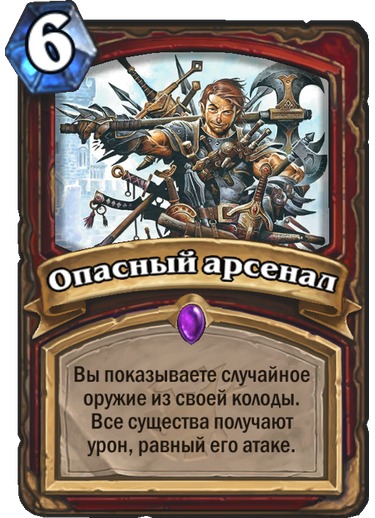 6
Опасный арсенал
Вы показываете случайное
оружие из своей колоды.
Все существа получают
урон, равный его атаке.